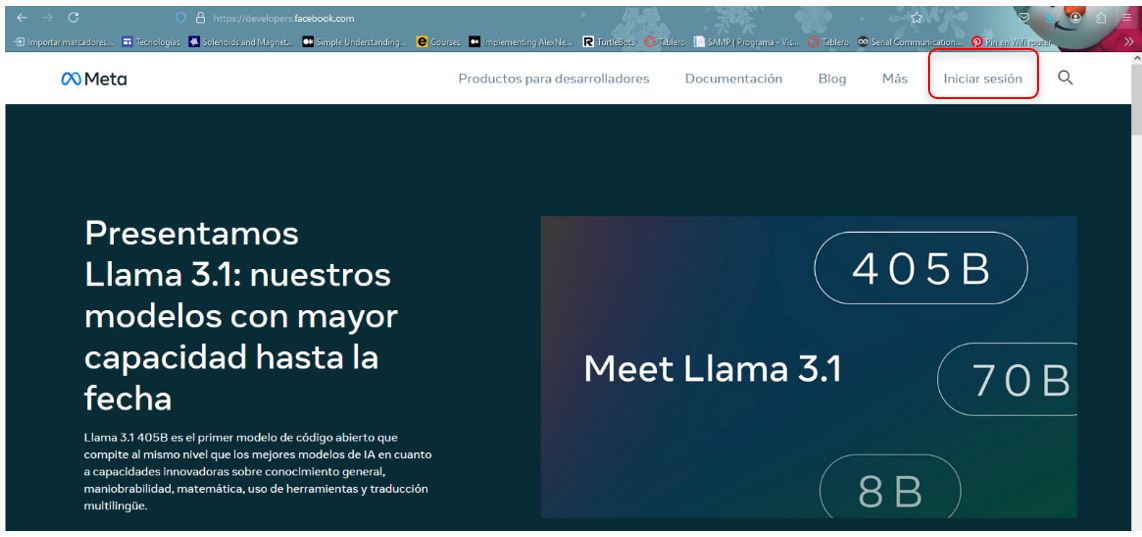 https://developers.facebook.com
Importar marcadores... Tecnologías Solenoids and Magnet... Simple Understanding... Courses Implementing AlexNe... TurtleBots Tablero SAMP | Programa - Vis... Tablero Serial Communication... Pin en Wifi router
Meta Productos para desarrolladores Documentación Blog Más Iniciar sesión
Presentamos
Llama 3.1: nuestros
modelos con mayor
capacidad hasta la
fecha
Llama 3.1 405B es el primer modelo de código abierto que
compite al mismo nivel que los mejores modelos de IA en cuanto
a capacidades innovadoras sobre conocimiento general,
maniobrabilidad, matemática, uso de herramientas y traducción
multilingüe.
405B
Meet Llama 3.1
70B
8B